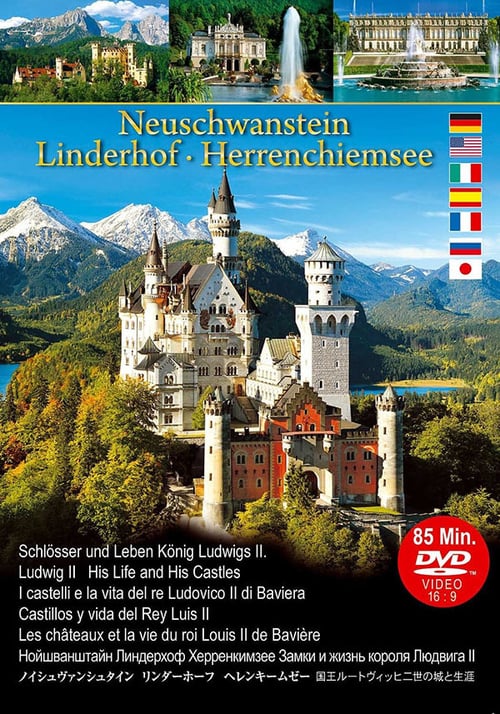 Neuschwanstein
Linderhof · Herrenchiemsee
85 Min.
DVD™
VIDEO
16 : 9
Schlösser und Leben König Ludwigs II.
Ludwig II His Life and His Castles
I castelli e la vita del re Ludovico II di Baviera
Castillos y vida del Rey Luis II
Les châteaux et la vie du roi Louis II de Bavière
Нойшванштайн Линдерхоф Херренкимзее Замки и жизнь короля Людвига II
ノイシュヴァンシュタイン リンダーホーフ ヘレンキームゼー 国王ルートヴィッヒ二世の城と生涯